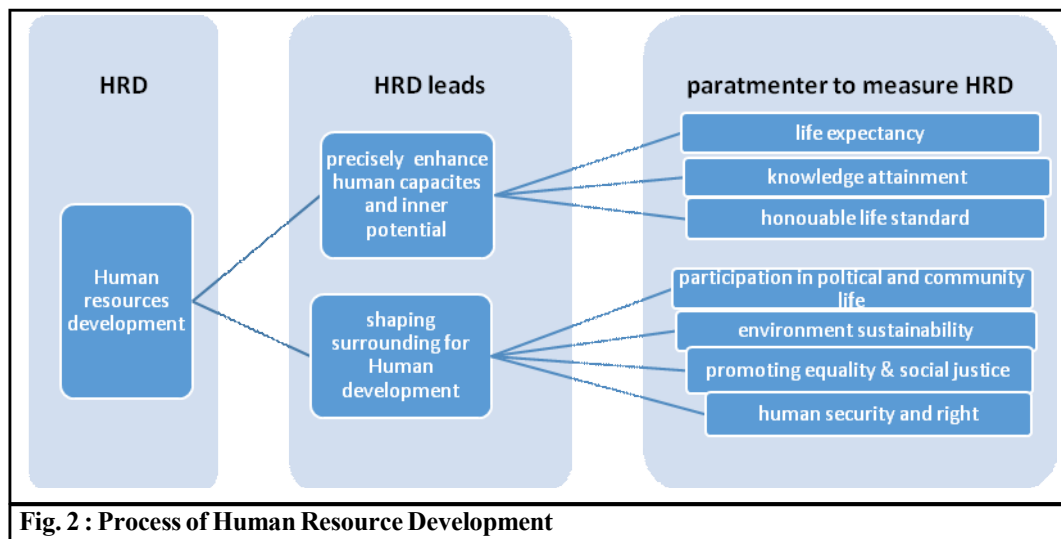 HRD
Human
resources
development
HRD leads
precisely enhance
human capacites
and inner
potential
shaping
surrounding for
Human
development
paratmenter to measure HRD
life expectancy
knowledge attainment
honouable life standard
participation in poltical and community
life
environment sustainability
promoting equality & social justice
human security and right
Fig. 2 : Process of Human Resource Development